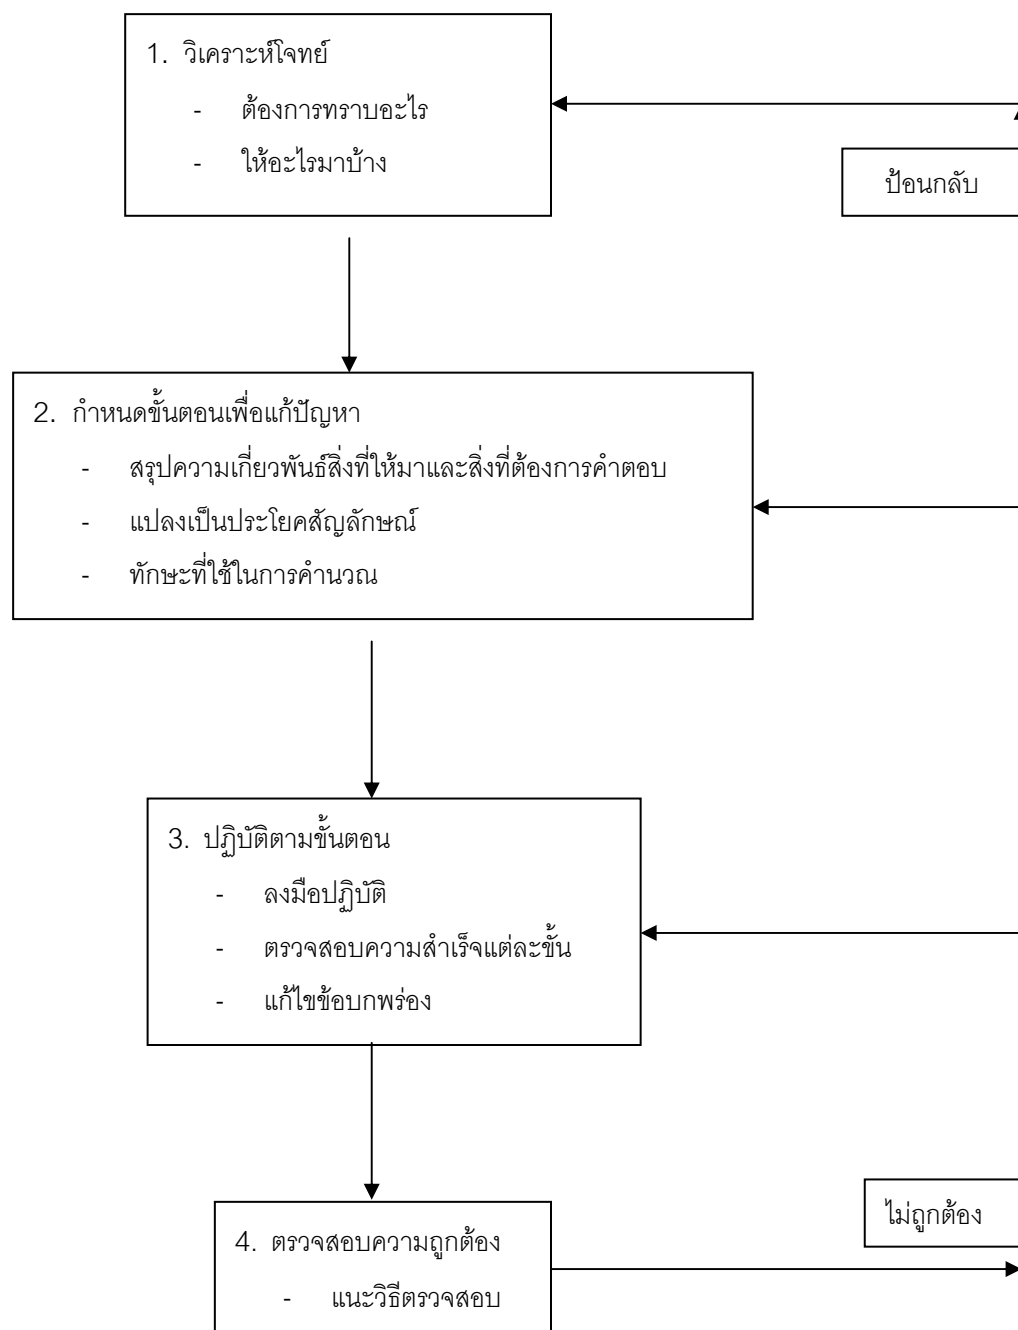 1. วิเคราะห์โจทย์
- ต้องการทราบอะไร
- ให้อะไรมาบ้าง
ป้อนกลับ
2. กำหนดขั้นตอนเพื่อแก้ปัญหา
- สรุปความเกี่ยวพันธ์สิ่งที่ให้มาและสิ่งที่ต้องการคำตอบ
- แปลงเป็นประโยคสัญลักษณ์
- ทักษะที่ใช้ในการคำนวณ
3. ปฏิบัติตามขั้นตอน
- ลงมือปฏิบัติ
- ตรวจสอบความสำเร็จแต่ละขั้น
- แก้ไขข้อบกพร่อง
ไม่ถูกต้อง
4. ตรวจสอบความถูกต้อง
- แนะวิธีตรวจสอบ